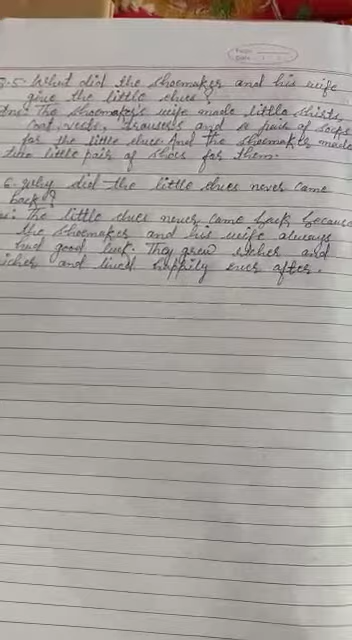 Page:
Date:
Q.5 What did the shoemaker and his wife
give the little elves?
Ans: The shoemaker's wife made little shirts,
coat, vests, trousers and a pair of socks
for the little elves. And the shoemaker made
two little pair of shoes for them.
6. Why did the little elves never came
back?
The little elves never came back because
the shoemaker and his wife always
had good luck. They grew richer and
richer and lived happily ever after.